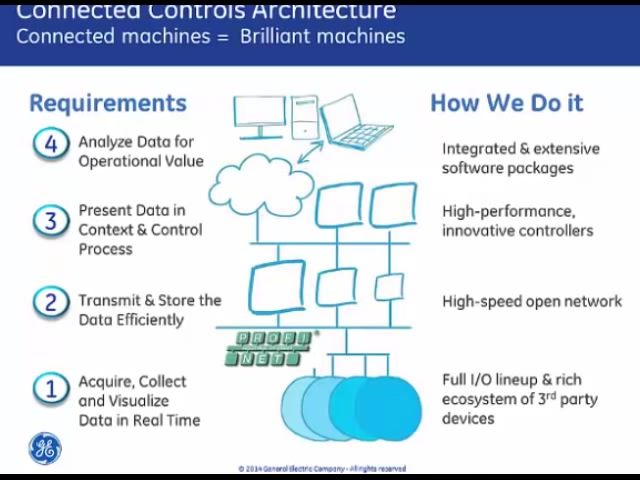 Connected Controls Architecture
Connected machines = Brilliant machines
Requirements
How We Do it
4
Analyze Data for
Operational Value
Integrated & extensive
software packages
3
Present Data in
Context & Control
Process
High-performance,
innovative controllers
2
Transmit & Store the
Data Efficiently
High-speed open network
PROFI
NET
®
1
Acquire, Collect
and Visualize
Data in Real Time
Full I/O lineup & rich
ecosystem of 3rd party
devices
GE
© 2014 General Electric Company - All rights reserved